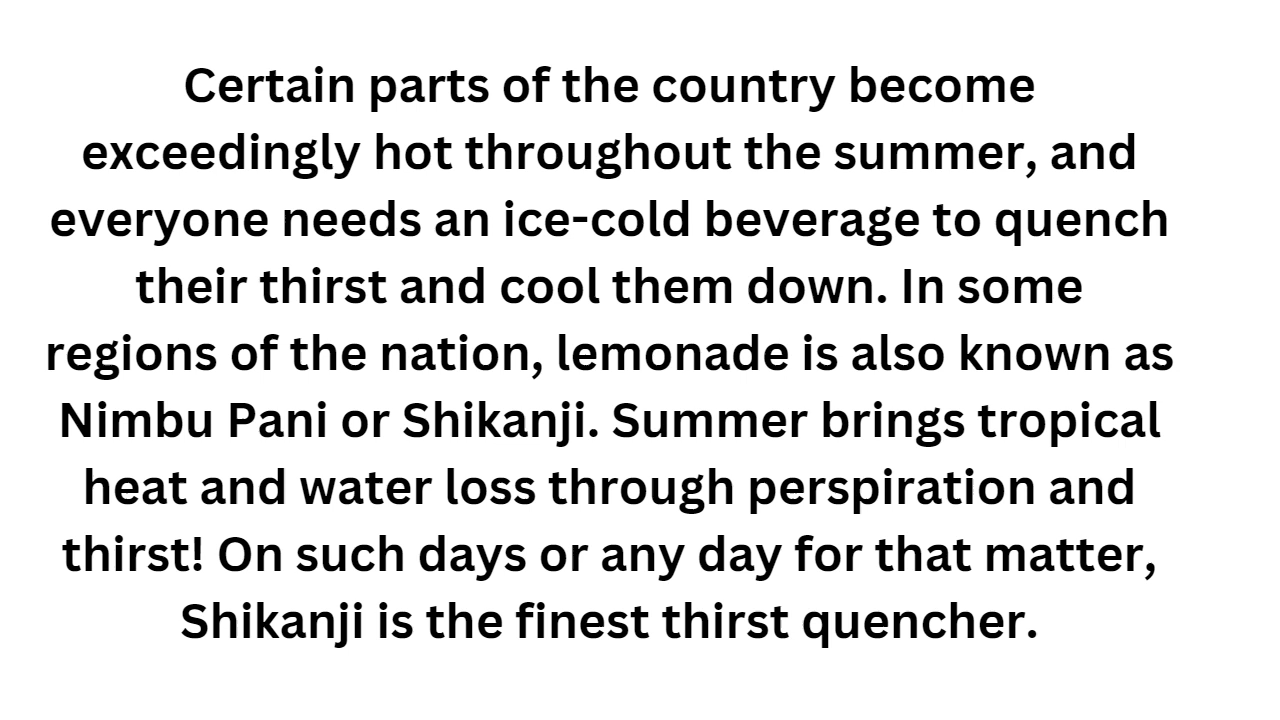 Certain parts of the country become
exceedingly hot throughout the summer, and
everyone needs an ice-cold beverage to quench
their thirst and cool them down. In some
regions of the nation, lemonade is also known as
Nimbu Pani or Shikanji. Summer brings tropical
heat and water loss through perspiration and
thirst! On such days or any day for that matter,
Shikanji is the finest thirst quencher.